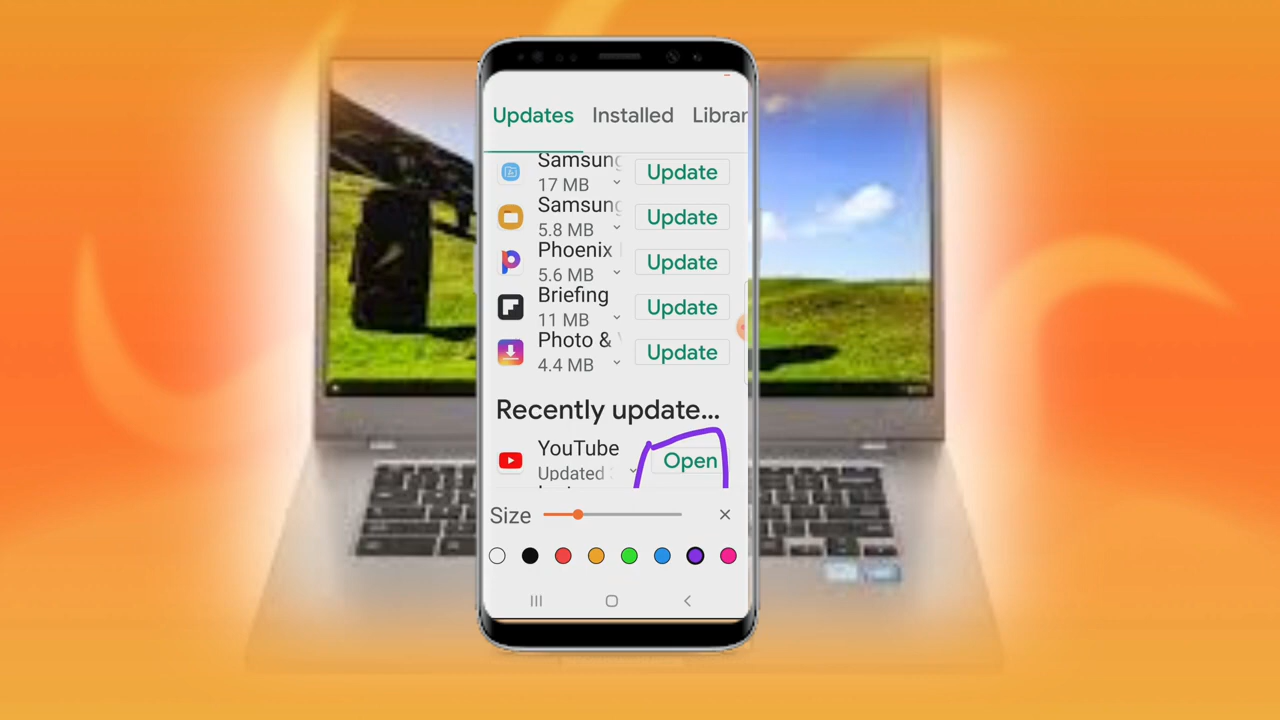 Updates Installed Librar
Samsung
17 MB
Update
Samsung
5.8 MB
Update
Phoenix
5.6 MB
Update
Briefing
11 MB
Update
Photo &
4.4 MB
Update
Recently update...
YouTube
Updated
Open
Size